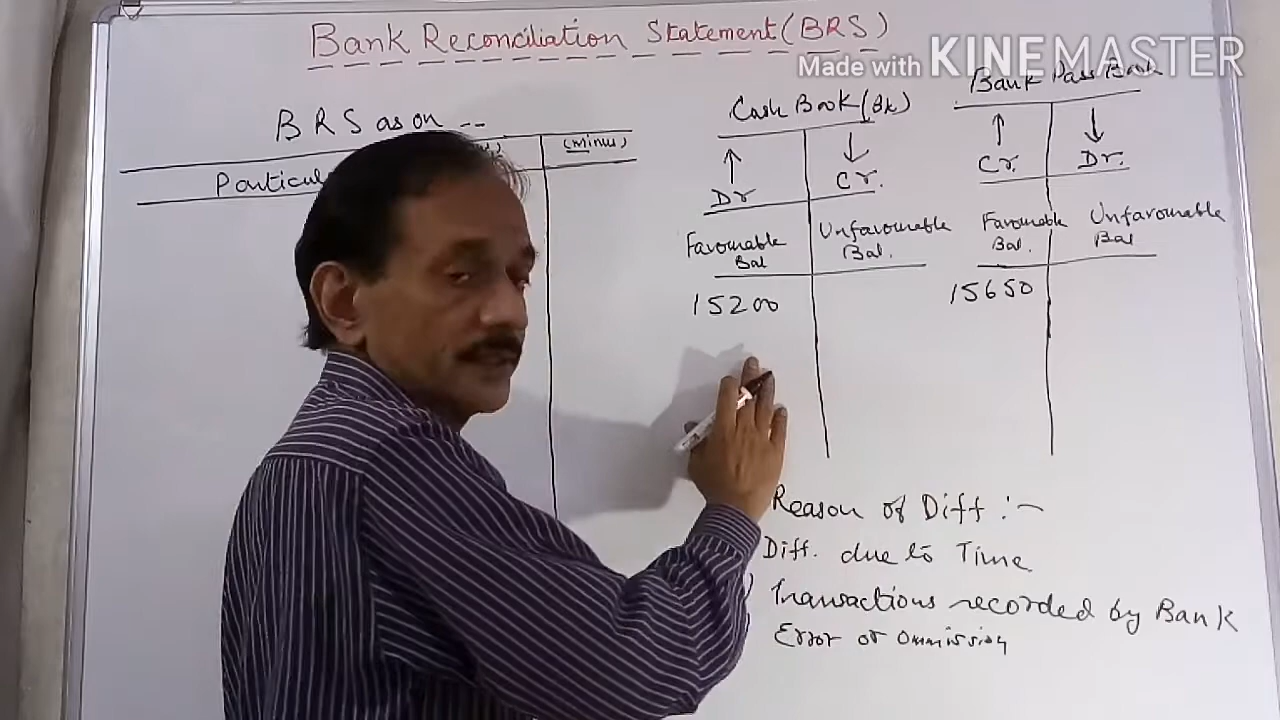 Bank Reconciliation Statement (BRS)
Made with KINEMASTER
BRS as on --
(minus)
Particul
Cash Book (Bk)
Dr
Cr.
Favourable
Bal
Unfavourable
Bal.
15200
Bank Pass Book
Cr.
Dr.
Favourable
Bal.
Unfavourable
Bal
15650
Reason of Diff :-
Diff. due to Time
Transactions recorded by Bank
Error or Ommission